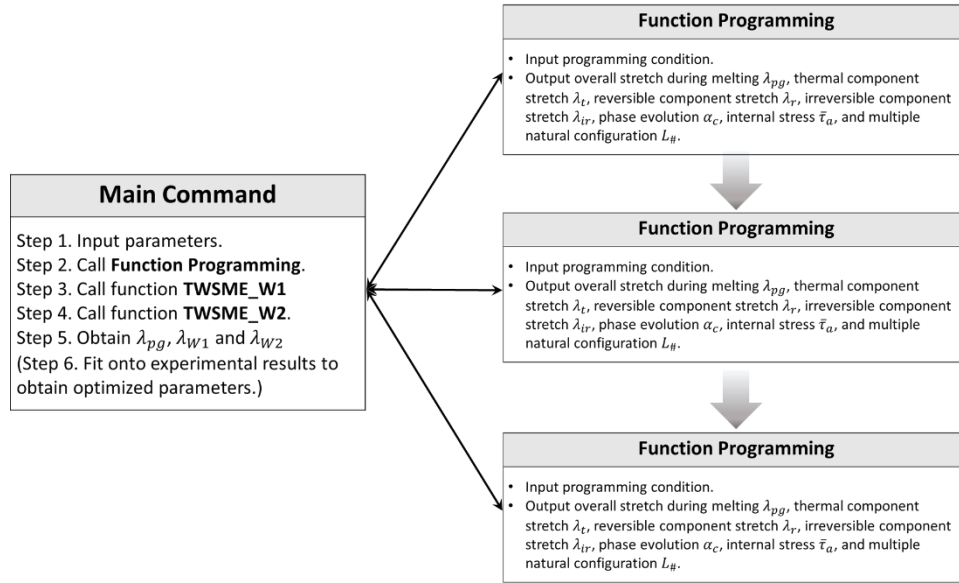 Main Command
Step 1. Input parameters.
Step 2. Call Function Programming.
Step 3. Call function TWSME_W1
Step 4. Call function TWSME_W2.
Step 5. Obtain λ_pg, λ_W1 and λ_W2
(Step 6. Fit onto experimental results to
obtain optimized parameters.)
Function Programming
• Input programming condition.
• Output overall stretch during melting λ_pg, thermal component
stretch λ_t, reversible component stretch λ_r, irreversible component
stretch λ_ir, phase evolution α_c, internal stress τ̄_a, and multiple
natural configuration L_#.
Function Programming
• Input programming condition.
• Output overall stretch during melting λ_pg, thermal component
stretch λ_t, reversible component stretch λ_r, irreversible component
stretch λ_ir, phase evolution α_c, internal stress τ̄_a, and multiple
natural configuration L_#.
Function Programming
• Input programming condition.
• Output overall stretch during melting λ_pg, thermal component
stretch λ_t, reversible component stretch λ_r, irreversible component
stretch λ_ir, phase evolution α_c, internal stress τ̄_a, and multiple
natural configuration L_#.